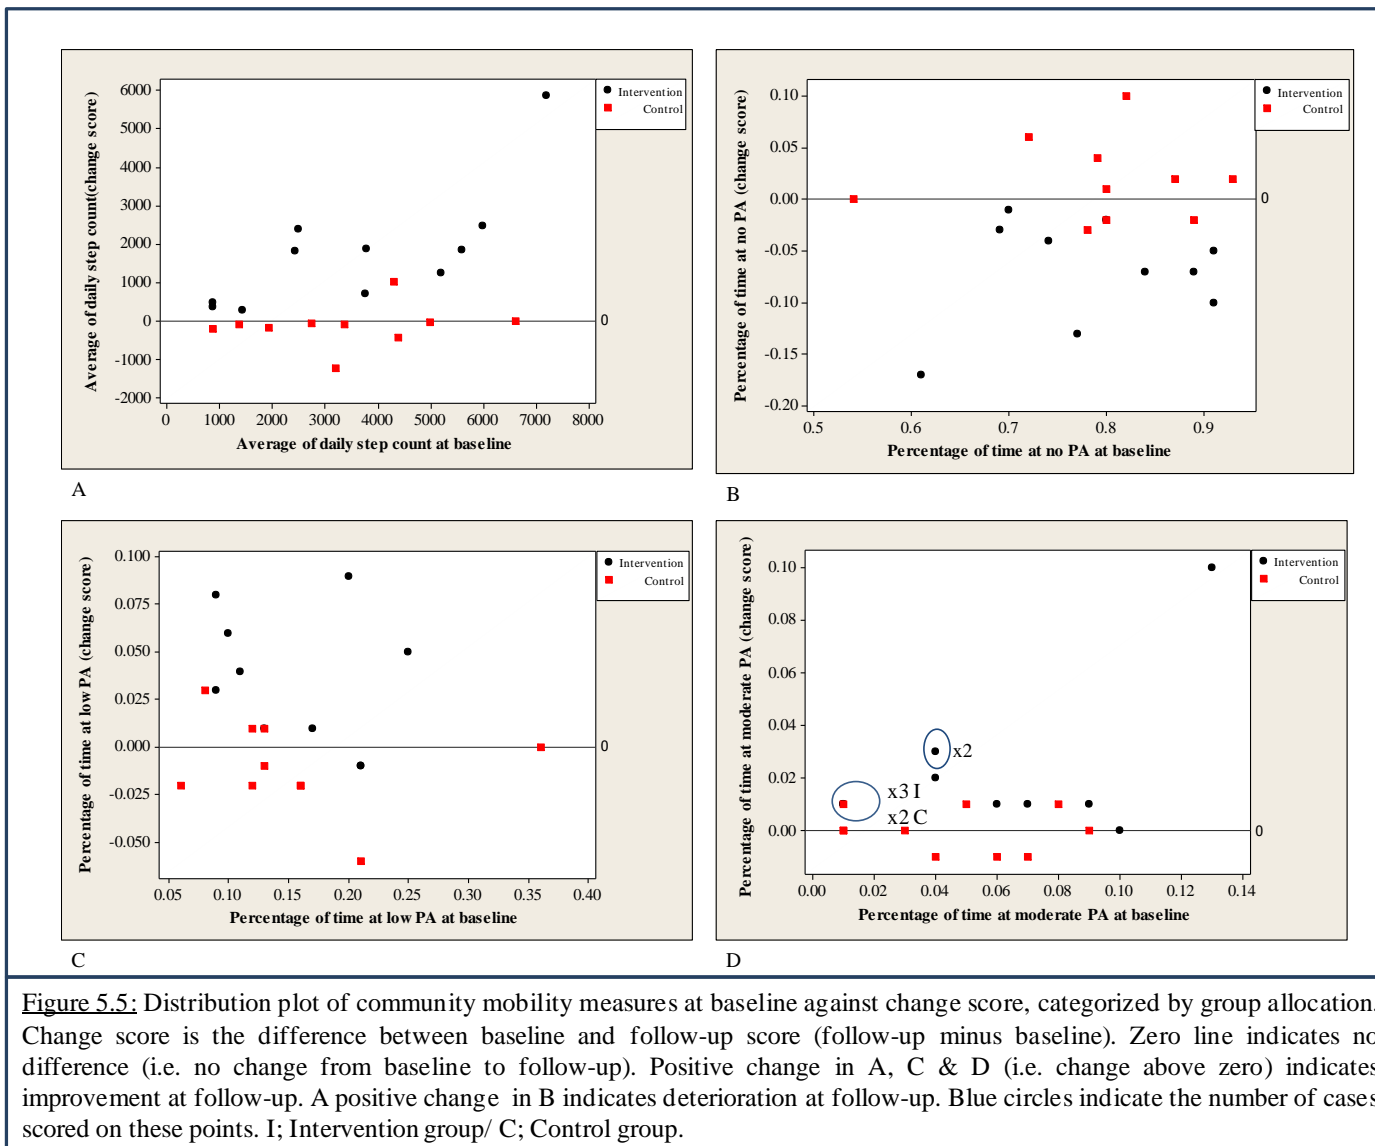 6000
5000
4000
3000
2000
1000
0
-1000
-2000
0 1000 2000 3000 4000 5000 6000 7000 8000
Average of daily step count(change score)
Average of daily step count at baseline
Intervention
Control
0
A
0.10
0.05
0.00
-0.05
-0.10
-0.15
-0.20
0.5 0.6 0.7 0.8 0.9
Percentage of time at no PA (change score)
Percentage of time at no PA at baseline
Intervention
Control
0
B
0.100
0.075
0.050
0.025
0.000
-0.025
-0.050
0.05 0.10 0.15 0.20 0.25 0.30 0.35 0.40
Percentage of time at low PA (change score)
Percentage of time at low PA at baseline
Intervention
Control
0
C
0.10
0.08
0.06
0.04
0.02
0.00
0.00 0.02 0.04 0.06 0.08 0.10 0.12 0.14
Percentage of time at moderate PA (change score)
Percentage of time at moderate PA at baseline
Intervention
Control
x2
x3 I
x2 C
0
D
Figure 5.5: Distribution plot of community mobility measures at baseline against change score, categorized by group allocation.
Change score is the difference between baseline and follow-up score (follow-up minus baseline). Zero line indicates no
difference (i.e. no change from baseline to follow-up). Positive change in A, C & D (i.e. change above zero) indicates
improvement at follow-up. A positive change in B indicates deterioration at follow-up. Blue circles indicate the number of cases
scored on these points. I; Intervention group/ C; Control group.